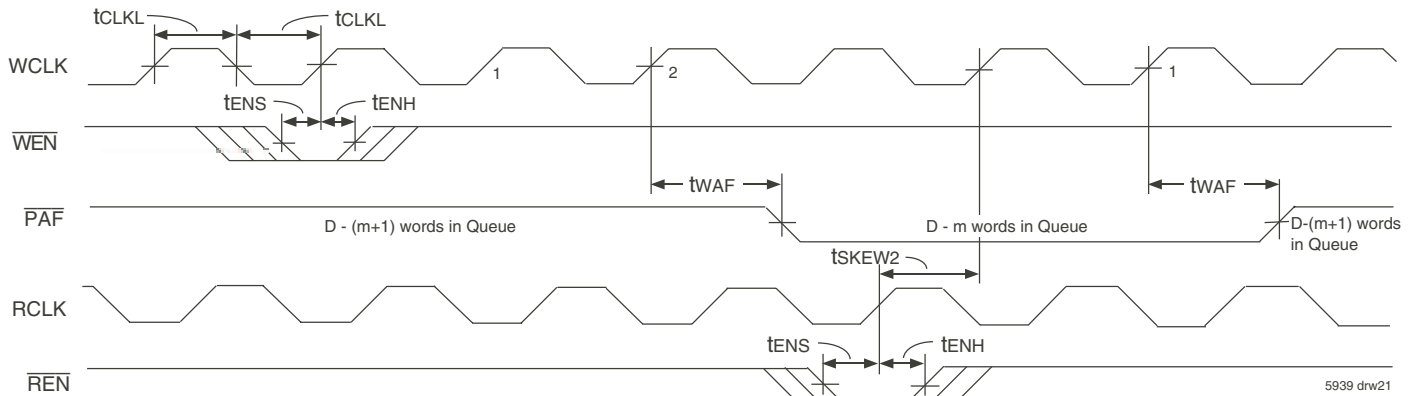 tCLKL tCLKL
WCLK 1 2 1
tENS tENH
WEN
tWAF tWAF
PAF
D - (m+1) words in Queue D - m words in Queue D-(m+1) words
in Queue
tSKEW2
RCLK
tENS tENH
REN
5939 drw21